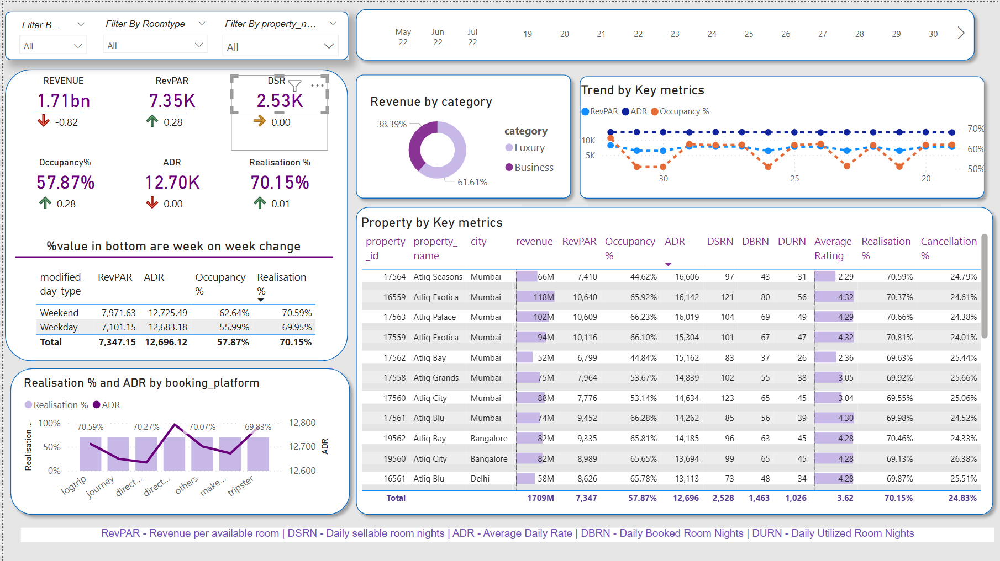 Filter B...
Filter By Roomtype
Filter By property_n...
All
All
All
May 22
Jun 22
Jul 22
19 20 21 22 23 24 25 26 27 28 29 30
REVENUE
1.71bn
-0.82
RevPAR
7.35K
0.28
DSR
2.53K
0.00
Occupancy%
57.87%
0.28
ADR
12.70K
0.00
Realisatioon %
70.15%
0.01
%value in bottom are week on week change
modified_day_type RevPAR ADR Occupancy % Realisation %
Weekend 7,971.63 12,725.49 62.64% 70.59%
Weekday 7,101.15 12,683.18 55.99% 69.95%
Total 7,347.15 12,696.12 57.87% 70.15%
Realisation % and ADR by booking_platform
Realisation % ADR
Realisation ...
100%
50%
0%
70.59% 70.27% 70.07% 69.83%
12,800
12,700
12,600
ADR
logtrip journey direct... direct... others make... tripster
Revenue by category
38.39%
61.61%
category
Luxury
Business
Trend by Key metrics
RevPAR ADR Occupancy %
10K
5K
70%
60%
50%
30 25 20
Property by Key metrics
property_id property_name city revenue RevPAR Occupancy % ADR DSRN DBRN DURN Average Rating Realisation % Cancellation %
17564 Atliq Seasons Mumbai 66M 7,410 44.62% 16,606 97 43 31 2.29 70.59% 24.79%
16559 Atliq Exotica Mumbai 118M 10,640 65.92% 16,142 121 80 56 4.32 70.37% 24.61%
17563 Atliq Palace Mumbai 102M 10,609 66.23% 16,019 104 69 49 4.29 70.66% 24.38%
17559 Atliq Exotica Mumbai 94M 10,116 66.10% 15,304 101 67 47 4.32 70.81% 24.01%
17562 Atliq Bay Mumbai 52M 6,799 44.84% 15,162 83 37 26 2.36 69.63% 25.44%
17558 Atliq Grands Mumbai 75M 7,964 53.67% 14,839 102 55 38 3.05 69.92% 25.66%
17560 Atliq City Mumbai 88M 7,776 53.14% 14,634 123 65 45 3.04 69.55% 25.06%
17561 Atliq Blu Mumbai 74M 9,452 66.28% 14,262 85 56 39 4.30 69.98% 24.52%
19562 Atliq Bay Bangalore 82M 9,335 65.81% 14,185 96 63 45 4.28 70.46% 24.33%
19560 Atliq City Bangalore 82M 8,989 65.65% 13,694 99 65 45 4.28 69.13% 26.38%
16561 Atliq Blu Delhi 58M 8,626 65.78% 13,113 73 48 34 4.28 69.87% 25.51%
Total 1709M 7,347 57.87% 12,696 2,528 1,463 1,026 3.62 70.15% 24.83%
RevPAR - Revenue per available room | DSRN - Daily sellable room nights | ADR - Average Daily Rate | DBRN - Daily Booked Room Nights | DURN - Daily Utilized Room Nights